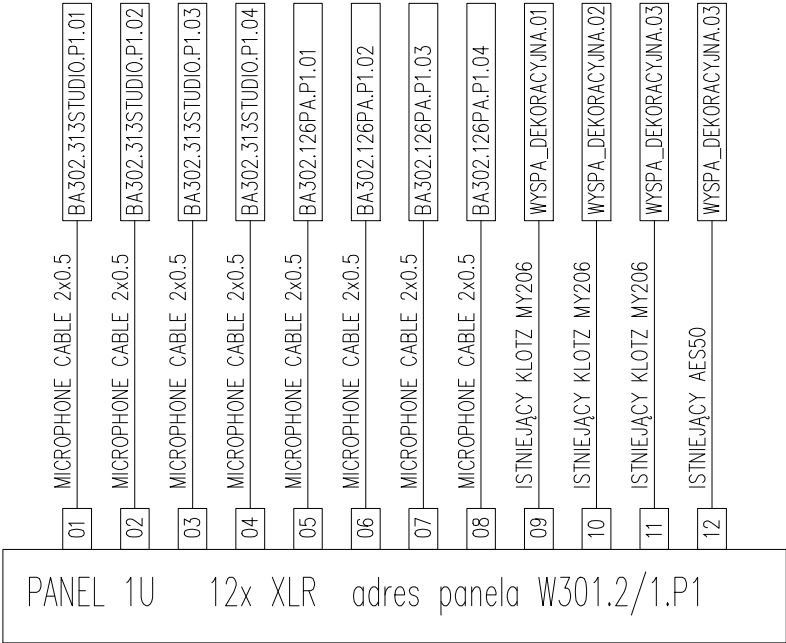 BA302.313STUDIO.P1.01
BA302.313STUDIO.P1.02
BA302.313STUDIO.P1.03
BA302.313STUDIO.P1.04
BA302.126PA.P1.01
BA302.126PA.P1.02
BA302.126PA.P1.03
BA302.126PA.P1.04
WYSPA_DEKORACYJNA.01
WYSPA_DEKORACYJNA.02
WYSPA_DEKORACYJNA.03
WYSPA_DEKORACYJNA.03
MICROPHONE CABLE 2x0.5
MICROPHONE CABLE 2x0.5
MICROPHONE CABLE 2x0.5
MICROPHONE CABLE 2x0.5
MICROPHONE CABLE 2x0.5
MICROPHONE CABLE 2x0.5
MICROPHONE CABLE 2x0.5
MICROPHONE CABLE 2x0.5
ISTNIEJĄCY KLOTZ MY206
ISTNIEJĄCY KLOTZ MY206
ISTNIEJĄCY KLOTZ MY206
ISTNIEJĄCY AES50
01
02
03
04
05
06
07
08
09
10
11
12
PANEL 1U 12x XLR adres panela W301.2/1.P1